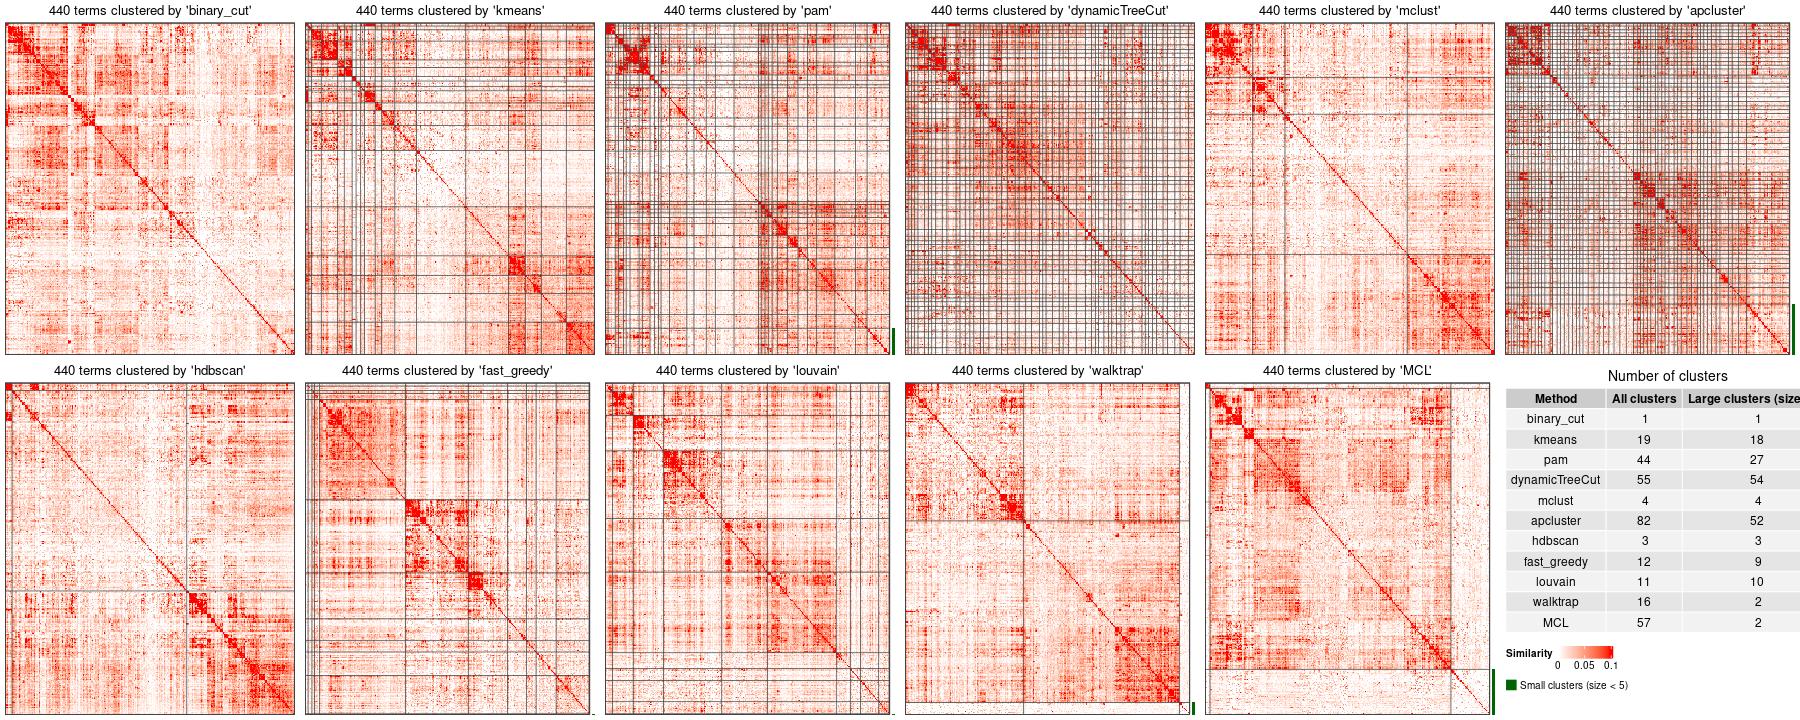 440 terms clustered by 'binary_cut'
440 terms clustered by 'kmeans'
440 terms clustered by 'pam'
440 terms clustered by 'dynamicTreeCut'
440 terms clustered by 'mclust'
440 terms clustered by 'apcluster'
440 terms clustered by 'hdbscan'
440 terms clustered by 'fast_greedy'
440 terms clustered by 'louvain'
440 terms clustered by 'walktrap'
440 terms clustered by 'MCL'
Number of clusters
Method All clusters Large clusters (size
binary_cut 1 1
kmeans 19 18
pam 44 27
dynamicTreeCut 55 54
mclust 4 4
apcluster 82 52
hdbscan 3 3
fast_greedy 12 9
louvain 11 10
walktrap 16 2
MCL 57 2
Similarity
0 0.05 0.1
Small clusters (size < 5)